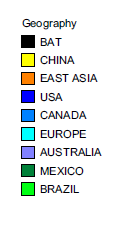 Geography
BAT
CHINA
EAST ASIA
USA
CANADA
EUROPE
AUSTRALIA
MEXICO
BRAZIL